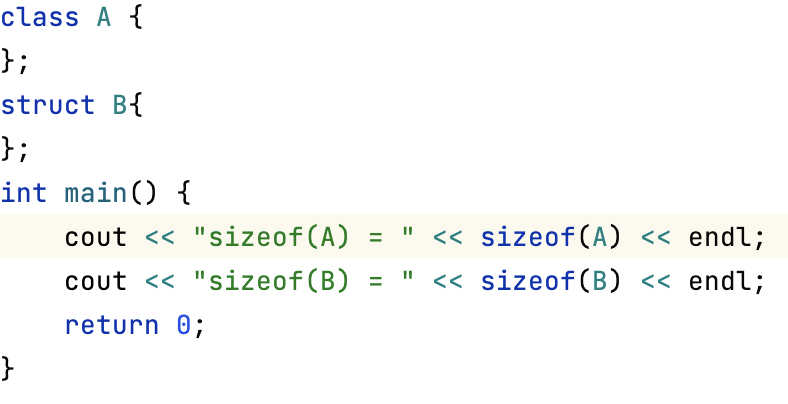 class A {
};
struct B{
};
int main() {
    cout << "sizeof(A) = " << sizeof(A) << endl;
    cout << "sizeof(B) = " << sizeof(B) << endl;
    return 0;
}